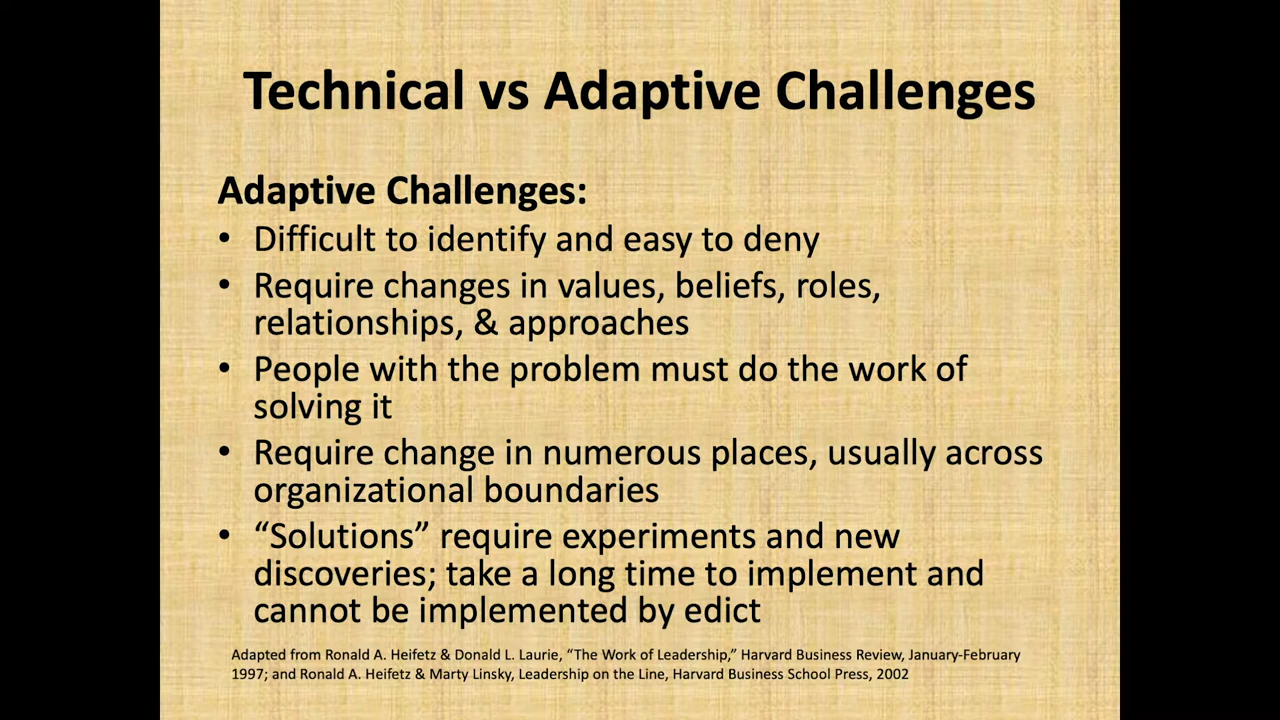 Technical vs Adaptive Challenges
Adaptive Challenges:
• Difficult to identify and easy to deny
• Require changes in values, beliefs, roles,
relationships, & approaches
• People with the problem must do the work of
solving it
• Require change in numerous places, usually across
organizational boundaries
• “Solutions” require experiments and new
discoveries; take a long time to implement and
cannot be implemented by edict
Adapted from Ronald A. Heifetz & Donald L. Laurie, “The Work of Leadership,” Harvard Business Review, January-February
1997; and Ronald A. Heifetz & Marty Linsky, Leadership on the Line, Harvard Business School Press, 2002